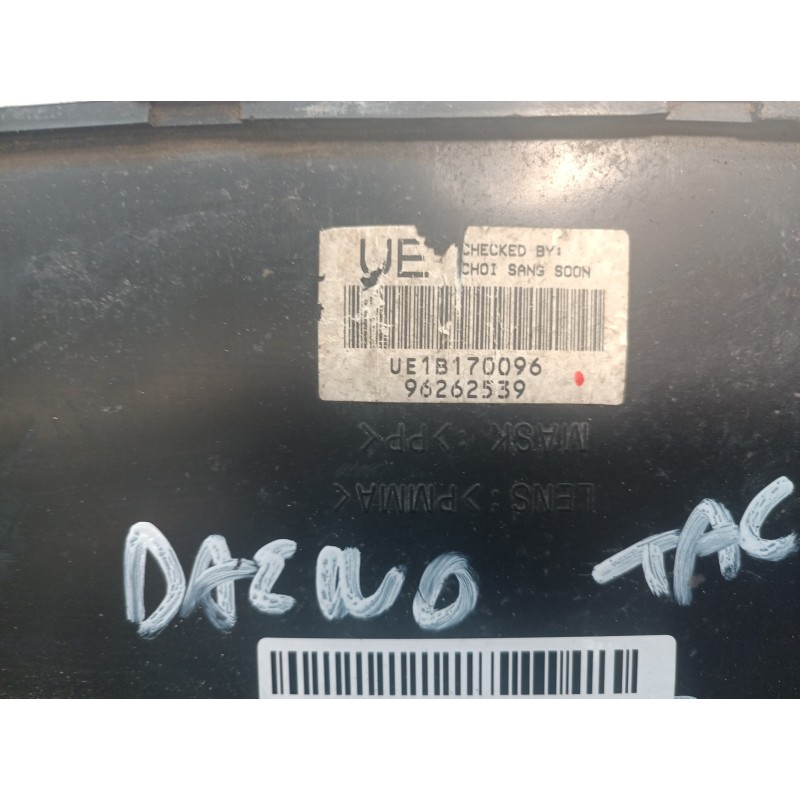 UE
CHECKED BY:
CHOI SANG SOON
UE1B170096
96262539
MASK : >PP<
LENS : >PMMA<
DAEWO TAC